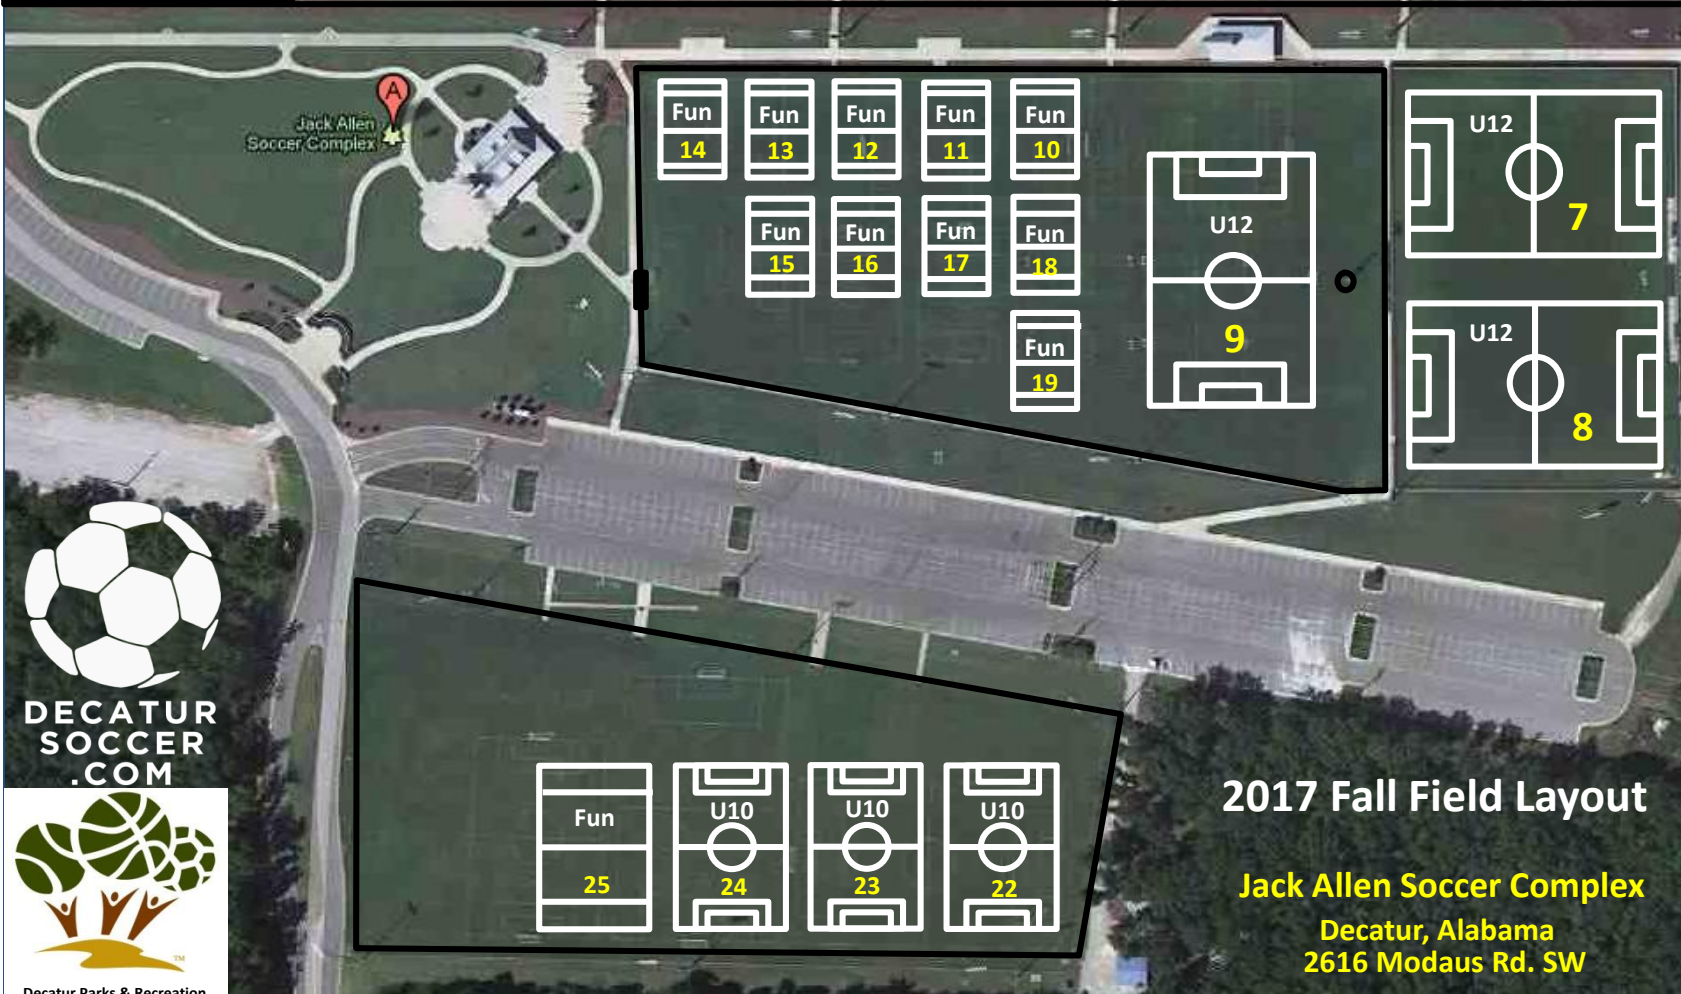 A
Jack Allen
Soccer Complex
Fun
14
Fun
13
Fun
12
Fun
11
Fun
10
Fun
15
Fun
16
Fun
17
Fun
18
Fun
19
U12
9
U12
7
U12
8
DECATUR
SOCCER
.COM
TM
Decatur Parks & Recreation
Fun
25
U10
24
U10
23
U10
22
2017 Fall Field Layout
Jack Allen Soccer Complex
Decatur, Alabama
2616 Modaus Rd. SW